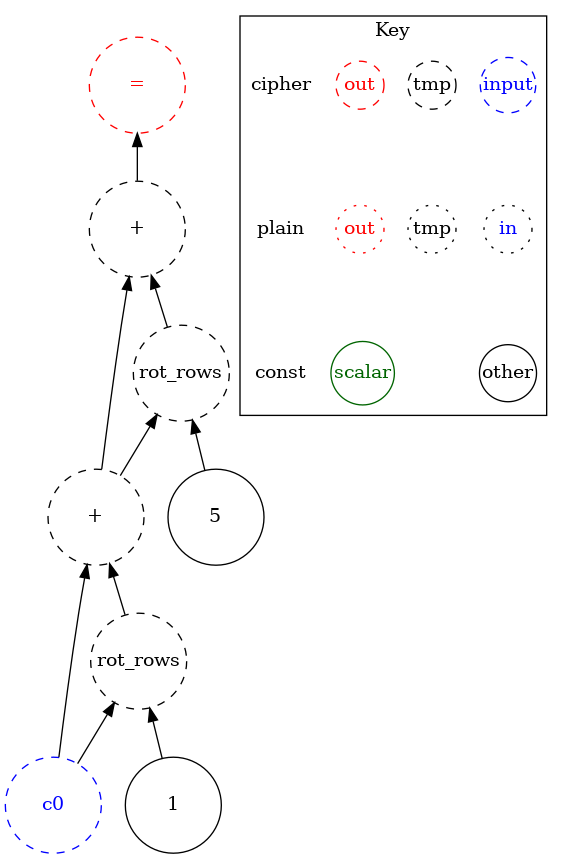 =
+
rot_rows
+
5
rot_rows
c0
1
Key
cipher out tmp input
plain out tmp in
const scalar other